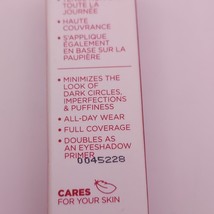 TOUTE LA
JOURNÉE
• HAUTE
COUVRANCE
• S'APPLIQUE
ÉGALEMENT
EN BASE SUR LA
PAUPIÈRE
• MINIMIZES THE
LOOK OF
DARK CIRCLES,
IMPERFECTIONS
& PUFFINESS
• ALL-DAY WEAR
• FULL COVERAGE
• DOUBLES AS
AN EYESHADOW
PRIMER
0045228
CARES
FOR YOUR SKIN